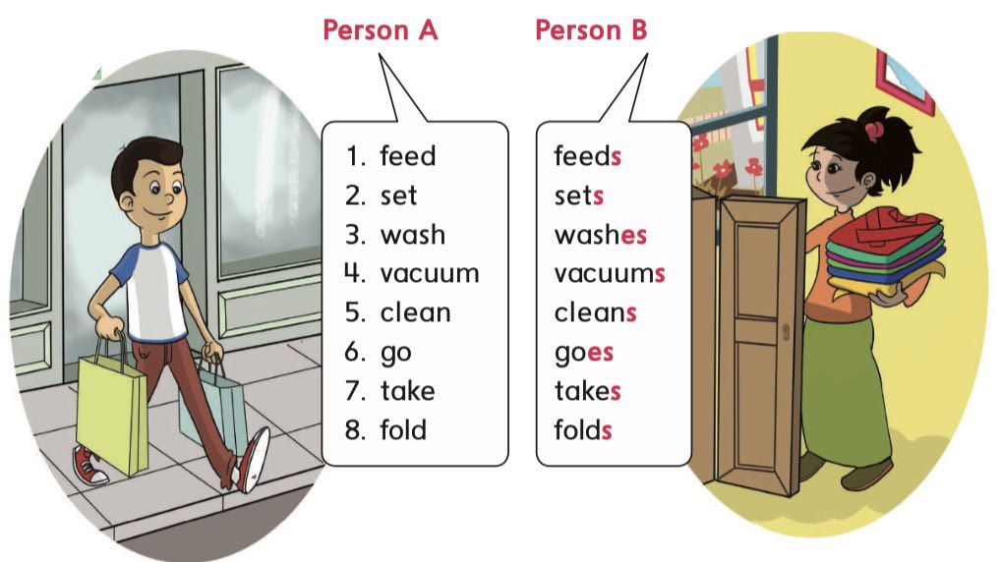 Person A
1. feed
2. set
3. wash
4. vacuum
5. clean
6. go
7. take
8. fold
Person B
feeds
sets
washes
vacuums
cleans
goes
takes
folds